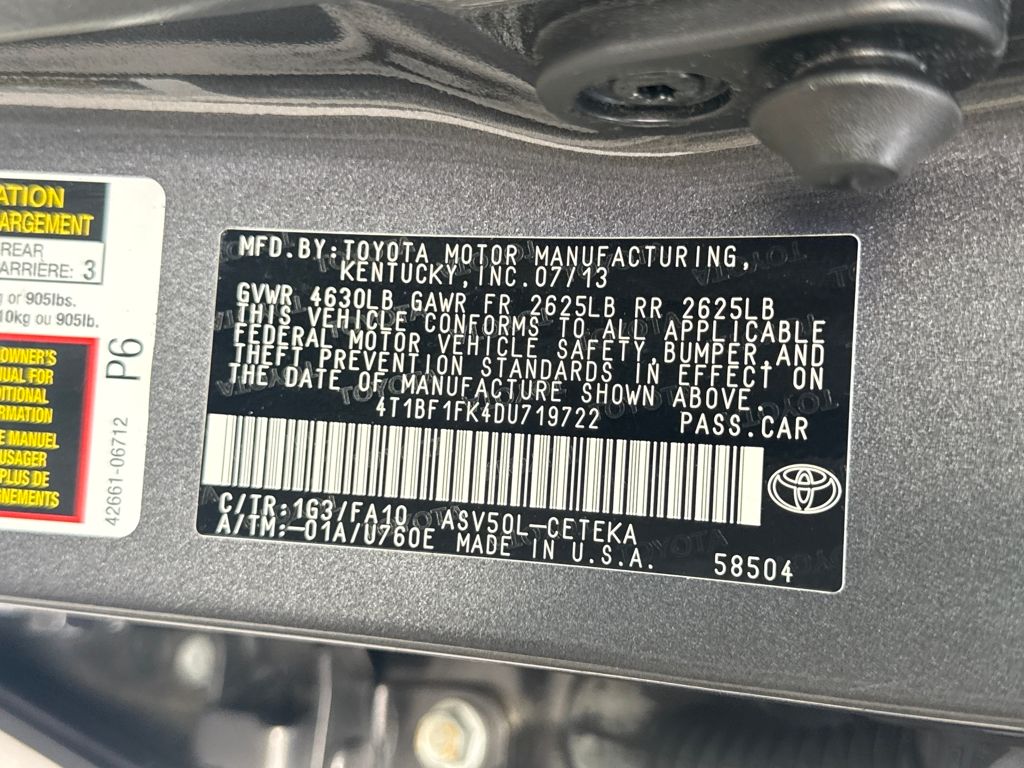 ATION
ARGEMENT
REAR
ARRIÈRE: 3
g or 905lbs.
10kg ou 905lb.
OWNER'S
UAL FOR
DITIONAL
RMATION
E MANUEL
USAGER
PLUS DE
GNEMENTS
P6
42661-06712
MFD.BY:TOYOTA MOTOR MANUFACTURING,
KENTUCKY,INC.07/13
GVWR 4630LB GAWR FR 2625LB RR 2625LB
THIS VEHICLE CONFORMS TO ALL APPLICABLE
FEDERAL MOTOR VEHICLE SAFETY,BUMPER,AND
THEFT PREVENTION STANDARDS IN EFFECT ON
THE DATE OF MANUFACTURE SHOWN ABOVE.
4T1BF1FK4DU719722 PASS.CAR
C/TR:1G3/FA10 ASV50L-CETEKA
A/TM:-01A/U760E MADE IN U.S.A. 58504